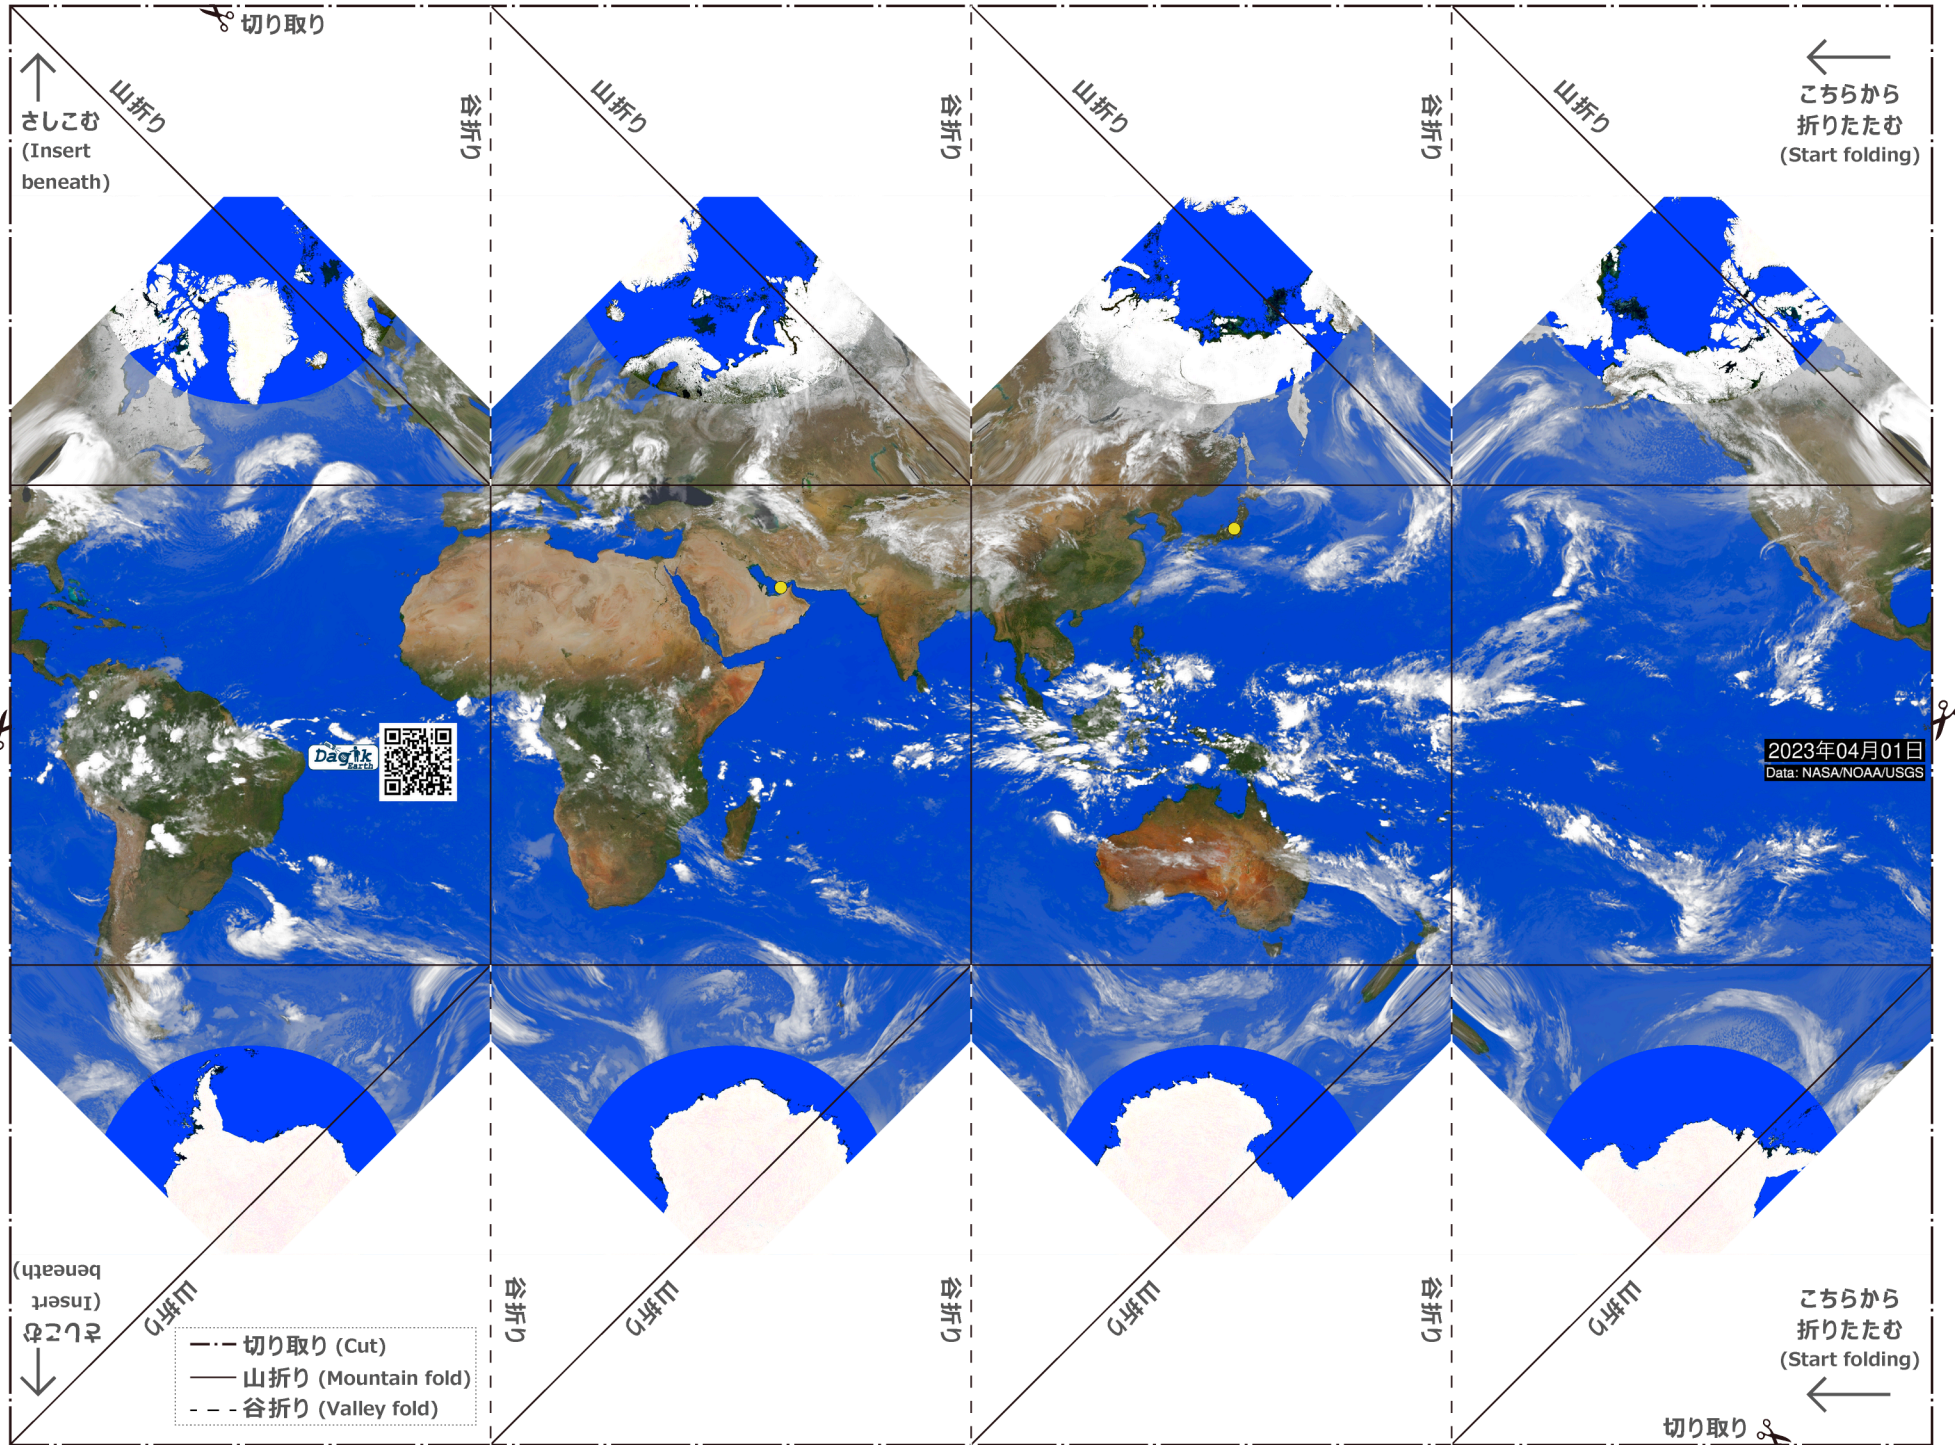 切り取り
さしこむ
(Insert
beneath)
山折り
谷折り
山折り
谷折り
山折り
谷折り
山折り
こちらから
折りたたむ
(Start folding)
Dagik
Earth
2023年04月01日
Data: NASA/NOAA/USGS
さしこむ
(Insert
beneath)
山折り
谷折り
山折り
谷折り
山折り
谷折り
山折り
こちらから
折りたたむ
(Start folding)
切り取り (Cut)
山折り (Mountain fold)
谷折り (Valley fold)
切り取り